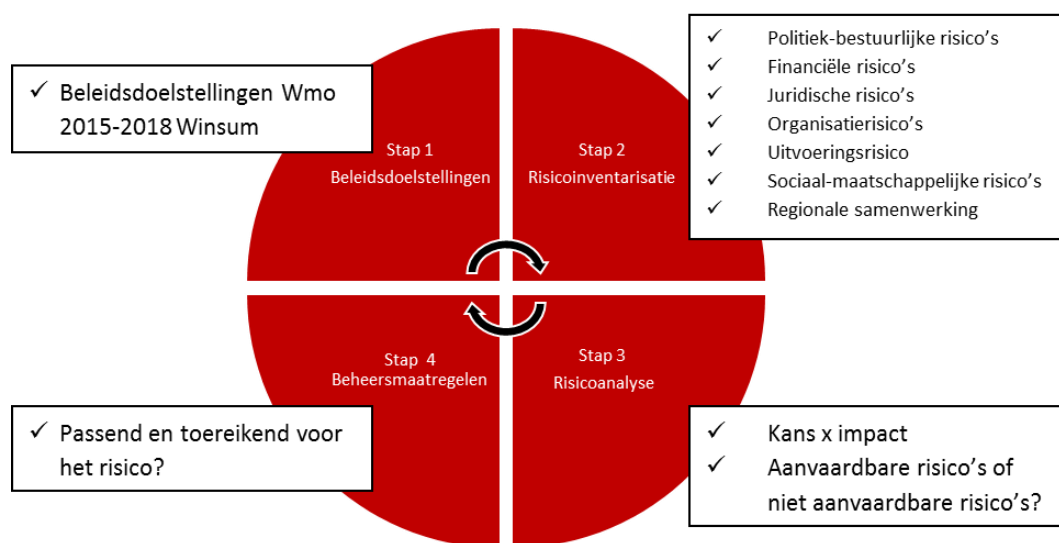 ✓ Beleidsdoelstellingen Wmo
2015-2018 Winsum
Stap 1
Beleidsdoelstellingen
Stap 2
Risicoinventarisatie
✓ Politiek-bestuurlijke risico's
✓ Financiële risico's
✓ Juridische risico's
✓ Organisatierisico's
✓ Uitvoeringsrisico
✓ Sociaal-maatschappelijke risico's
✓ Regionale samenwerking
Stap 4
Beheersmaatregelen
Stap 3
Risicoanalyse
✓ Passend en toereikend voor
het risico?
✓ Kans x impact
✓ Aanvaardbare risico's of
niet aanvaardbare risico's?